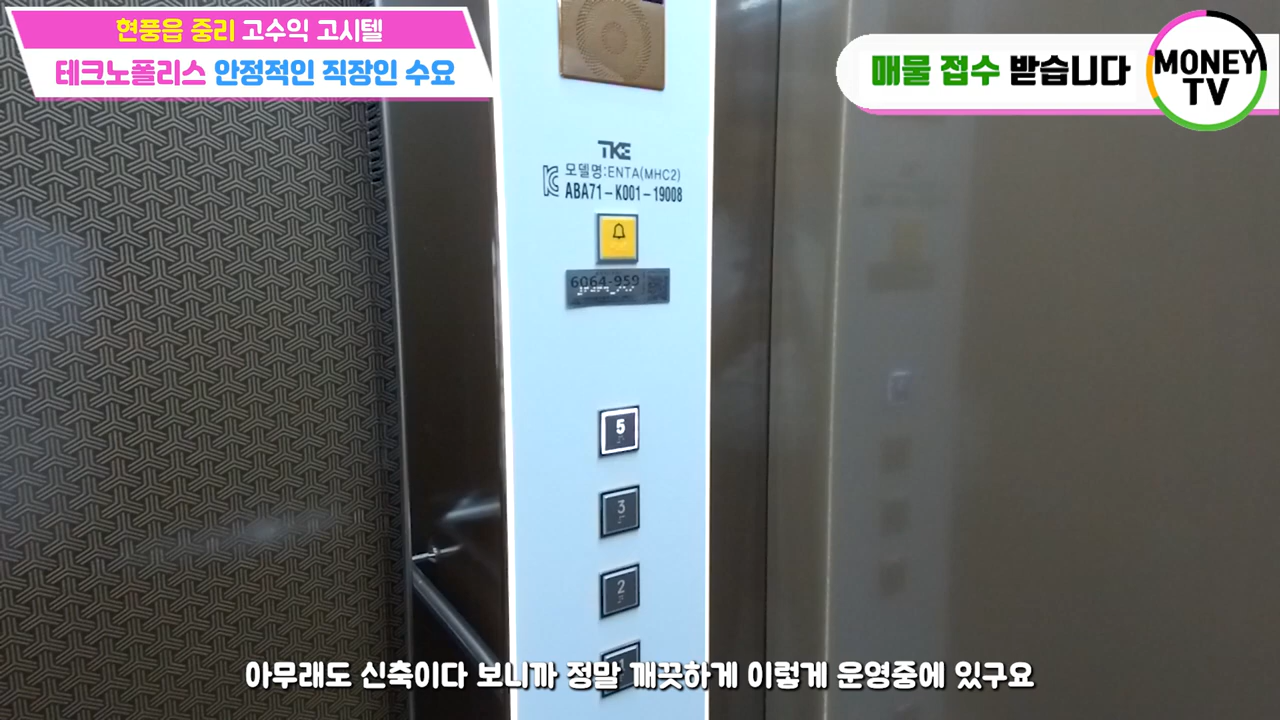 현풍읍 중리 고수익 고시텔
테크노폴리스 안정적인 직장인 수요
매물 접수 받습니다
MONEY
TV
TKE
모델명:ENTA(MHC2)
ABA71-K001-19008
6064-959
5
3
2
아무래도 신축이다 보니까 정말 깨끗하게 이렇게 운영중에 있구요